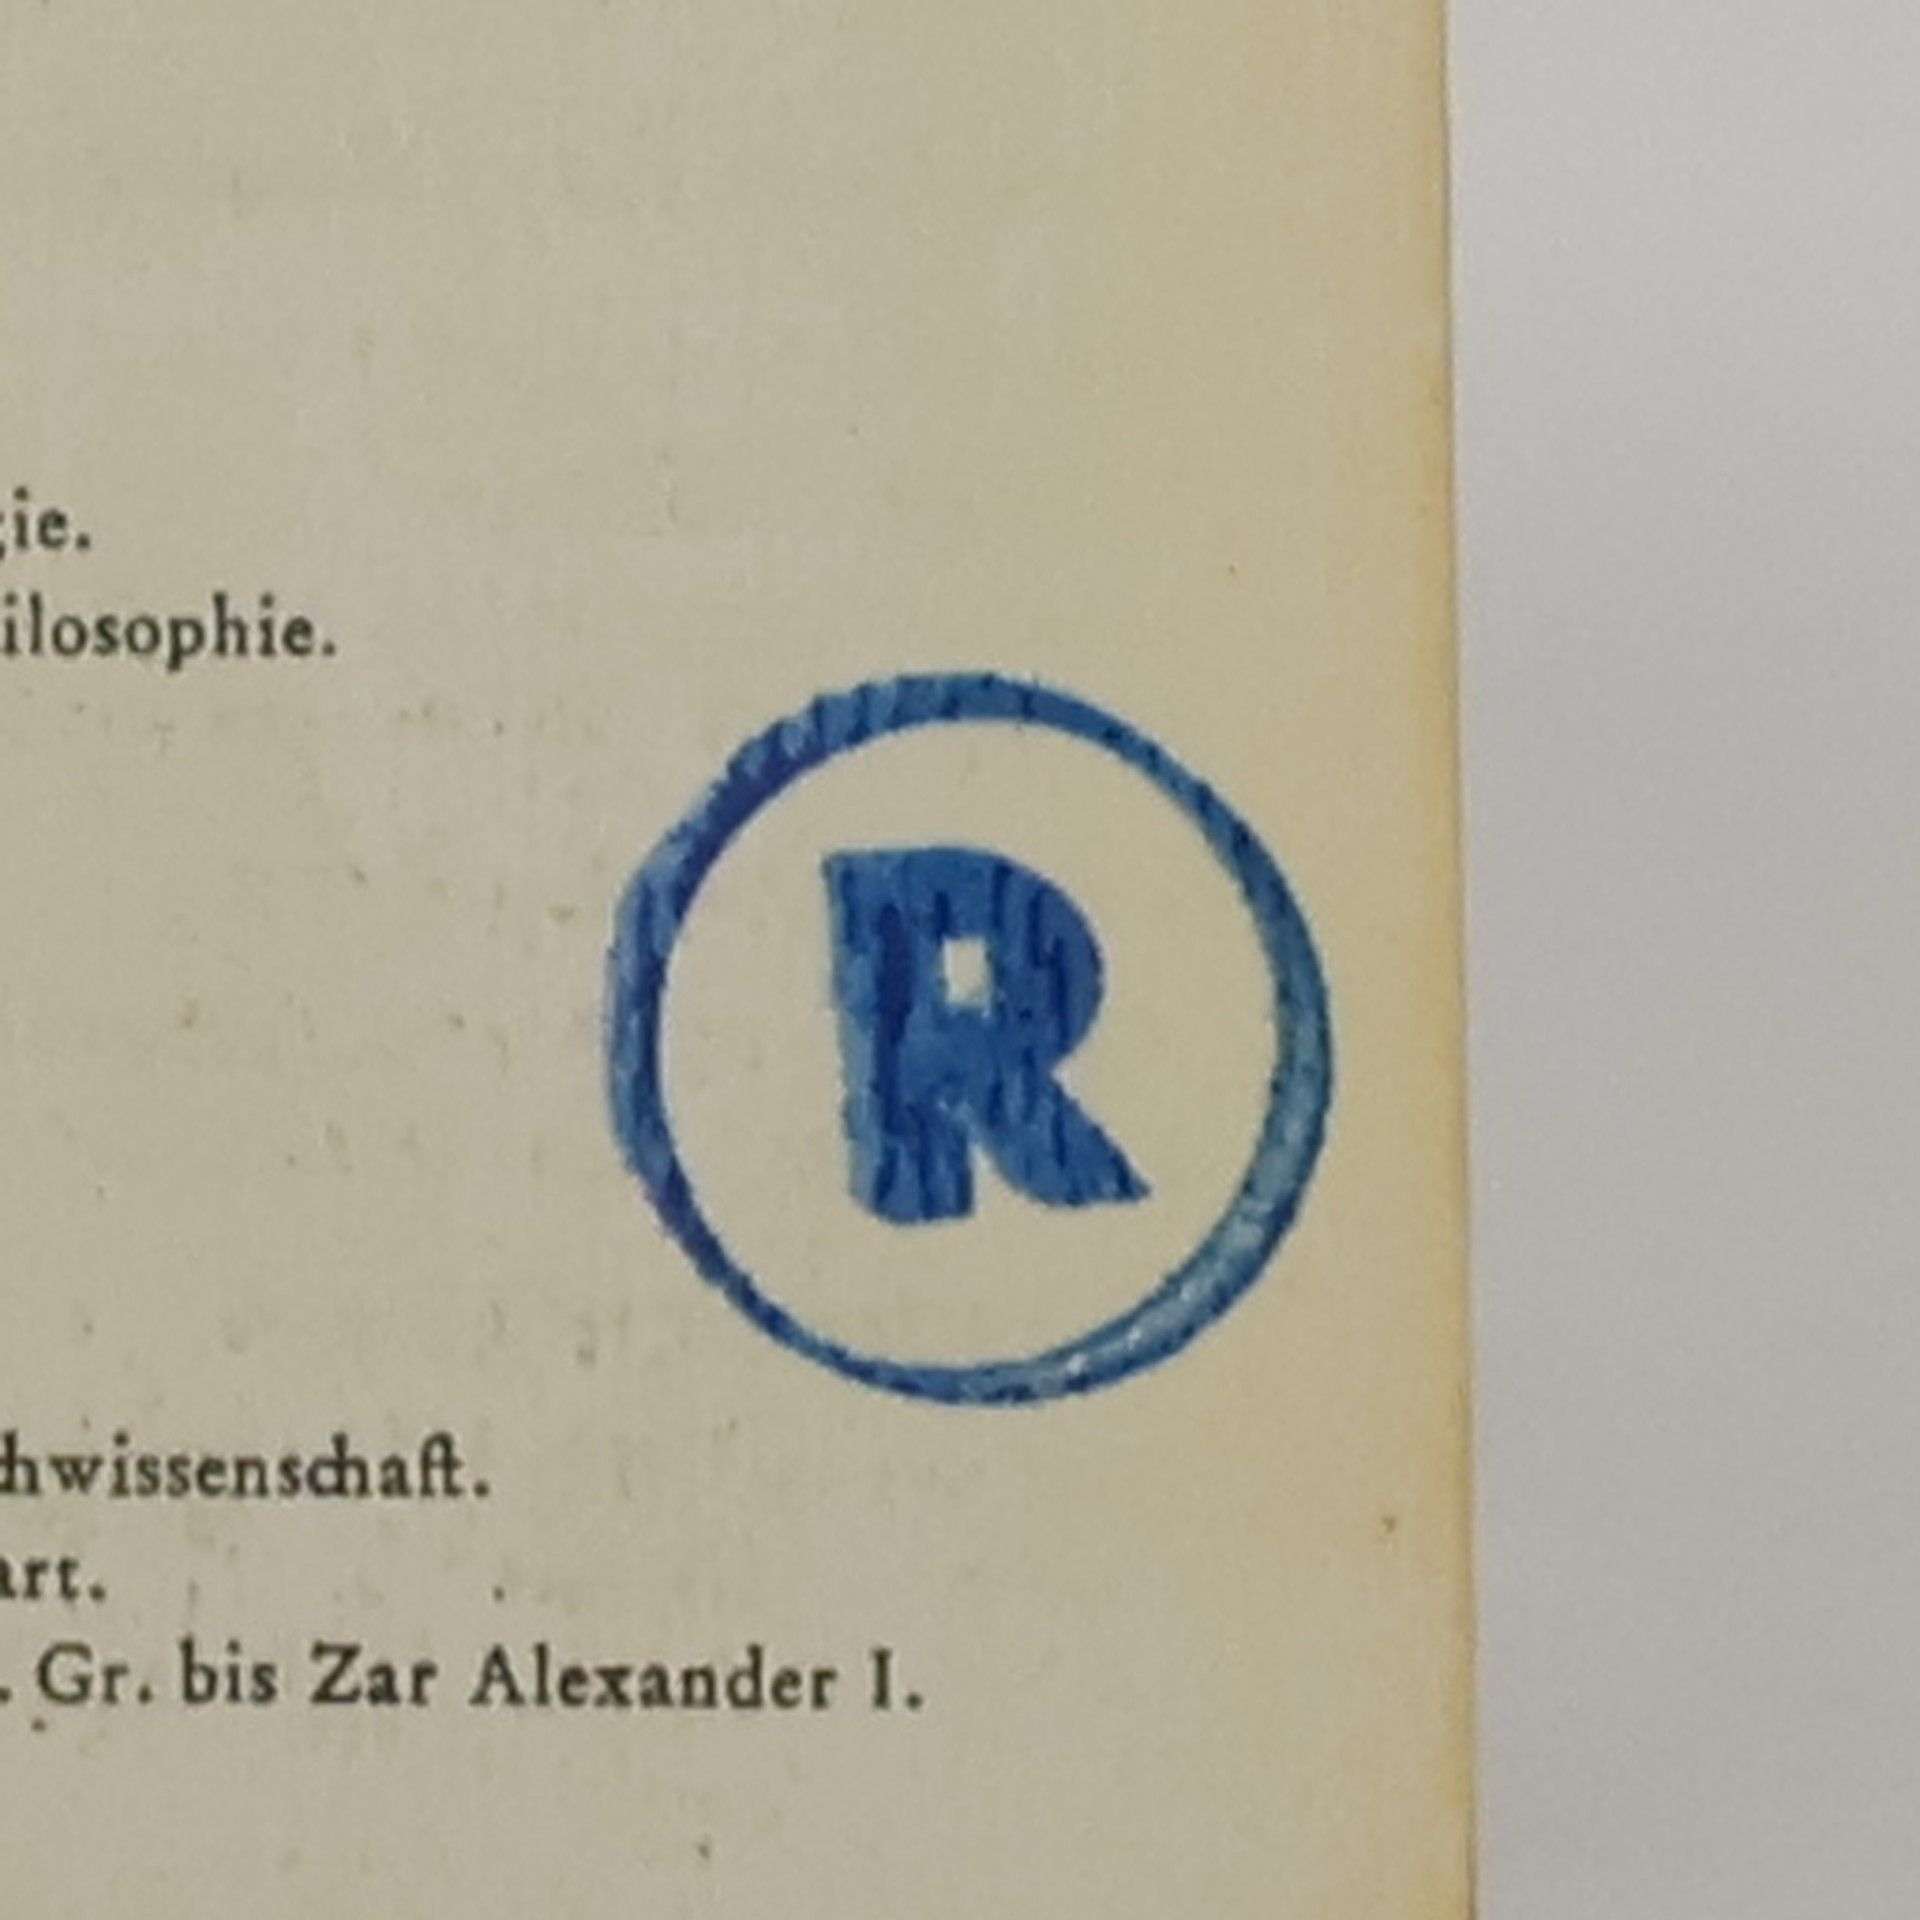 gie.
ilosophie.
R
hwissenschaft.
art.
. Gr. bis Zar Alexander I.